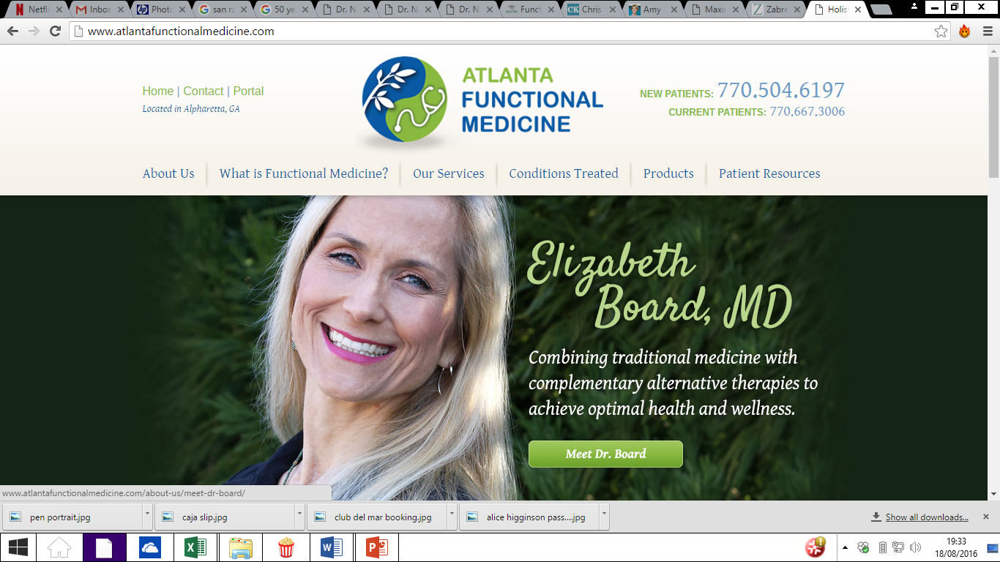 Netfli
Inbox
Photo
san ra
50 ye
Dr. N
Dr. N
Dr. N
Funct
Chris
Amy
Maxi
Zabre
Holis
www.atlantafunctionalmedicine.com
Home | Contact | Portal
Located in Alpharetta, GA
ATLANTA
FUNCTIONAL
MEDICINE
NEW PATIENTS: 770.504.6197
CURRENT PATIENTS: 770.667.3006
About Us
What is Functional Medicine?
Our Services
Conditions Treated
Products
Patient Resources
Elizabeth
Board, MD
Combining traditional medicine with
complementary alternative therapies to
achieve optimal health and wellness.
Meet Dr. Board
www.atlantafunctionalmedicine.com/about-us/meet-dr-board/
pen portrait.jpg
caja slip.jpg
club del mar booking.jpg
alice higginson pass....jpg
Show all downloads...
19:33
18/08/2016